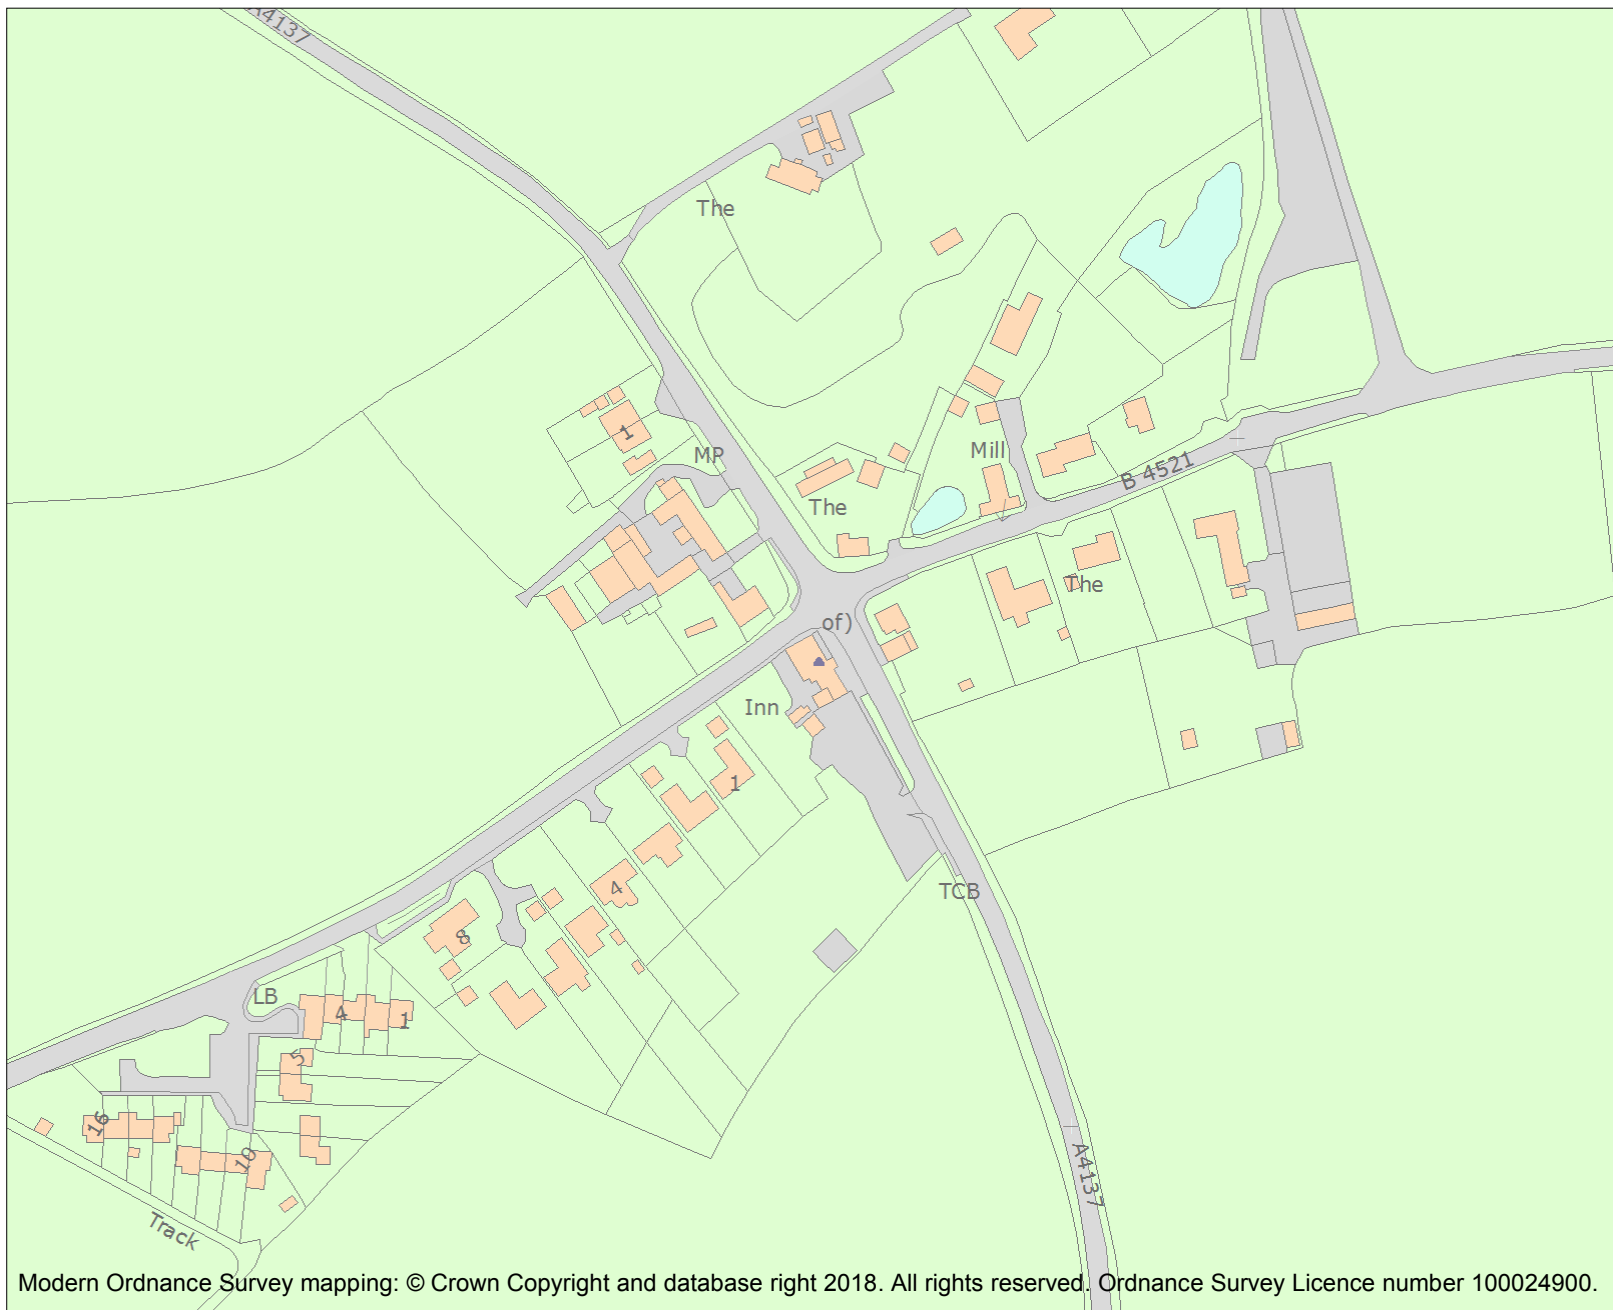 A4137
The
1
MP
Mill
B 4521
The
The
of)
Inn
1
4
8
TCB
LB
4
1
5
16
10
A4137
Track
Modern Ordnance Survey mapping: © Crown Copyright and database right 2018. All rights reserved. Ordnance Survey Licence number 100024900.